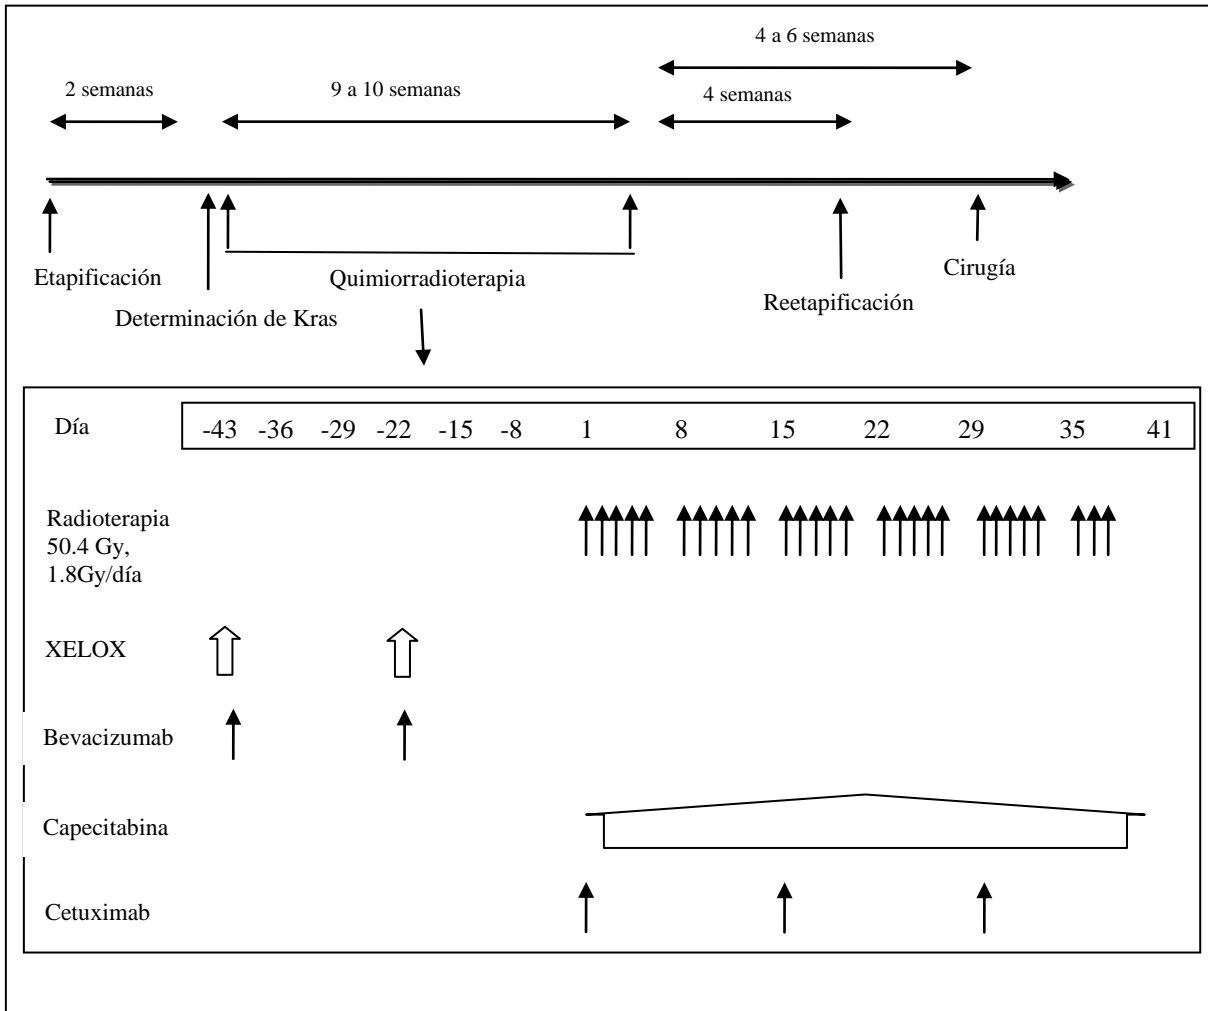 4 a 6 semanas
2 semanas
9 a 10 semanas
4 semanas
Etapificación
Quimiorradioterapia
Cirugía
Determinación de Kras
Reetapificación
Día
-43 -36 -29 -22 -15 -8 1 8 15 22 29 35 41
Radioterapia
50.4 Gy,
1.8Gy/día
XELOX
Bevacizumab
Capecitabina
Cetuximab